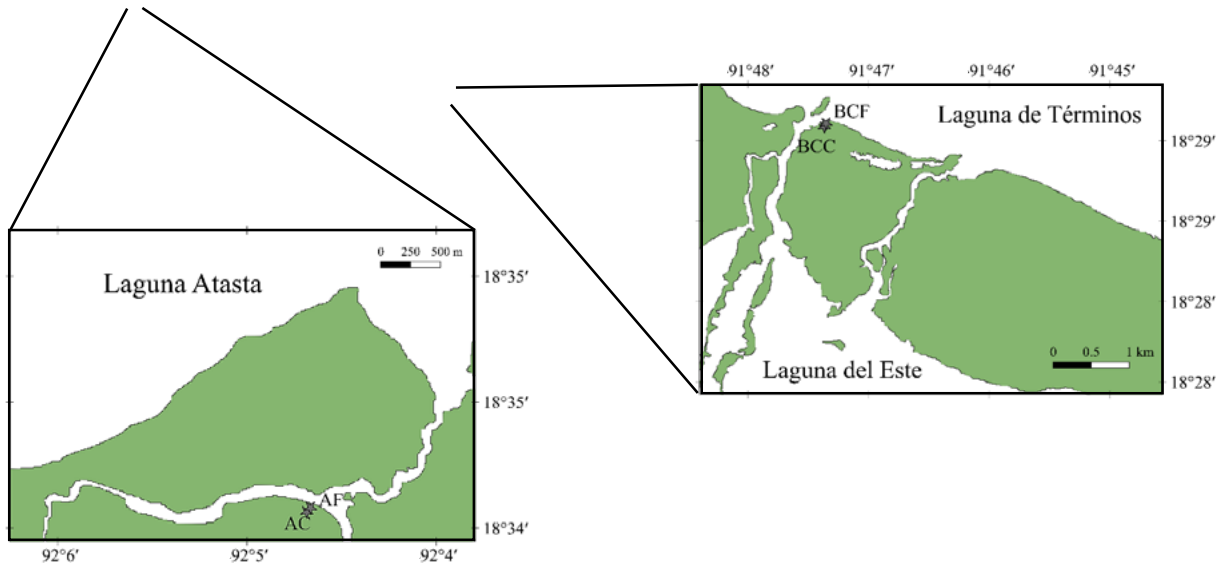 91°48′ 91°47′ 91°46′ 91°45′
BCF
Laguna de Términos
BCC
18°29′
18°29′
18°28′
0 0.5 1 km
Laguna del Este
18°28′
0 250 500 m
Laguna Atasta
18°35′
18°35′
AF
AC
18°34′
92°6′ 92°5′ 92°4′